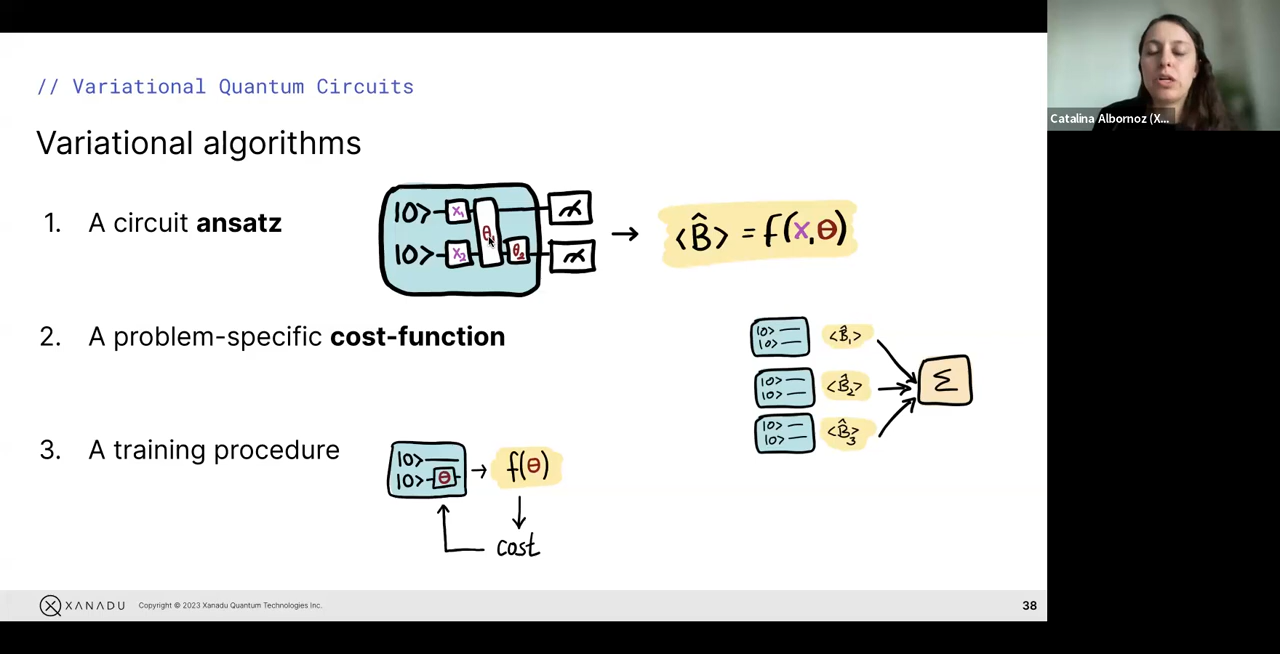 // Variational Quantum Circuits
Variational algorithms
1. A circuit ansatz
|0> x₁ θ₁
|0> x₂ θ₂
→ <B̂> = f(x,θ)
2. A problem-specific cost-function
|0> |0> <B̂₁>
|0> |0> <B̂₂>
|0> |0> <B̂₃>
Σ
3. A training procedure
|0>
|0> θ
→ f(θ)
cost
XANADU Copyright © 2023 Xanadu Quantum Technologies Inc. 38
Catalina Albornoz (X...